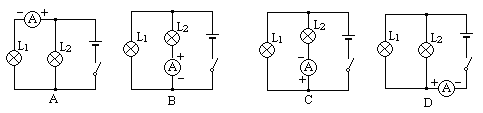 − A + L1 L2 A
L1 L2 + A − B
L1 L2 − A + C
L1 L2 + A − D